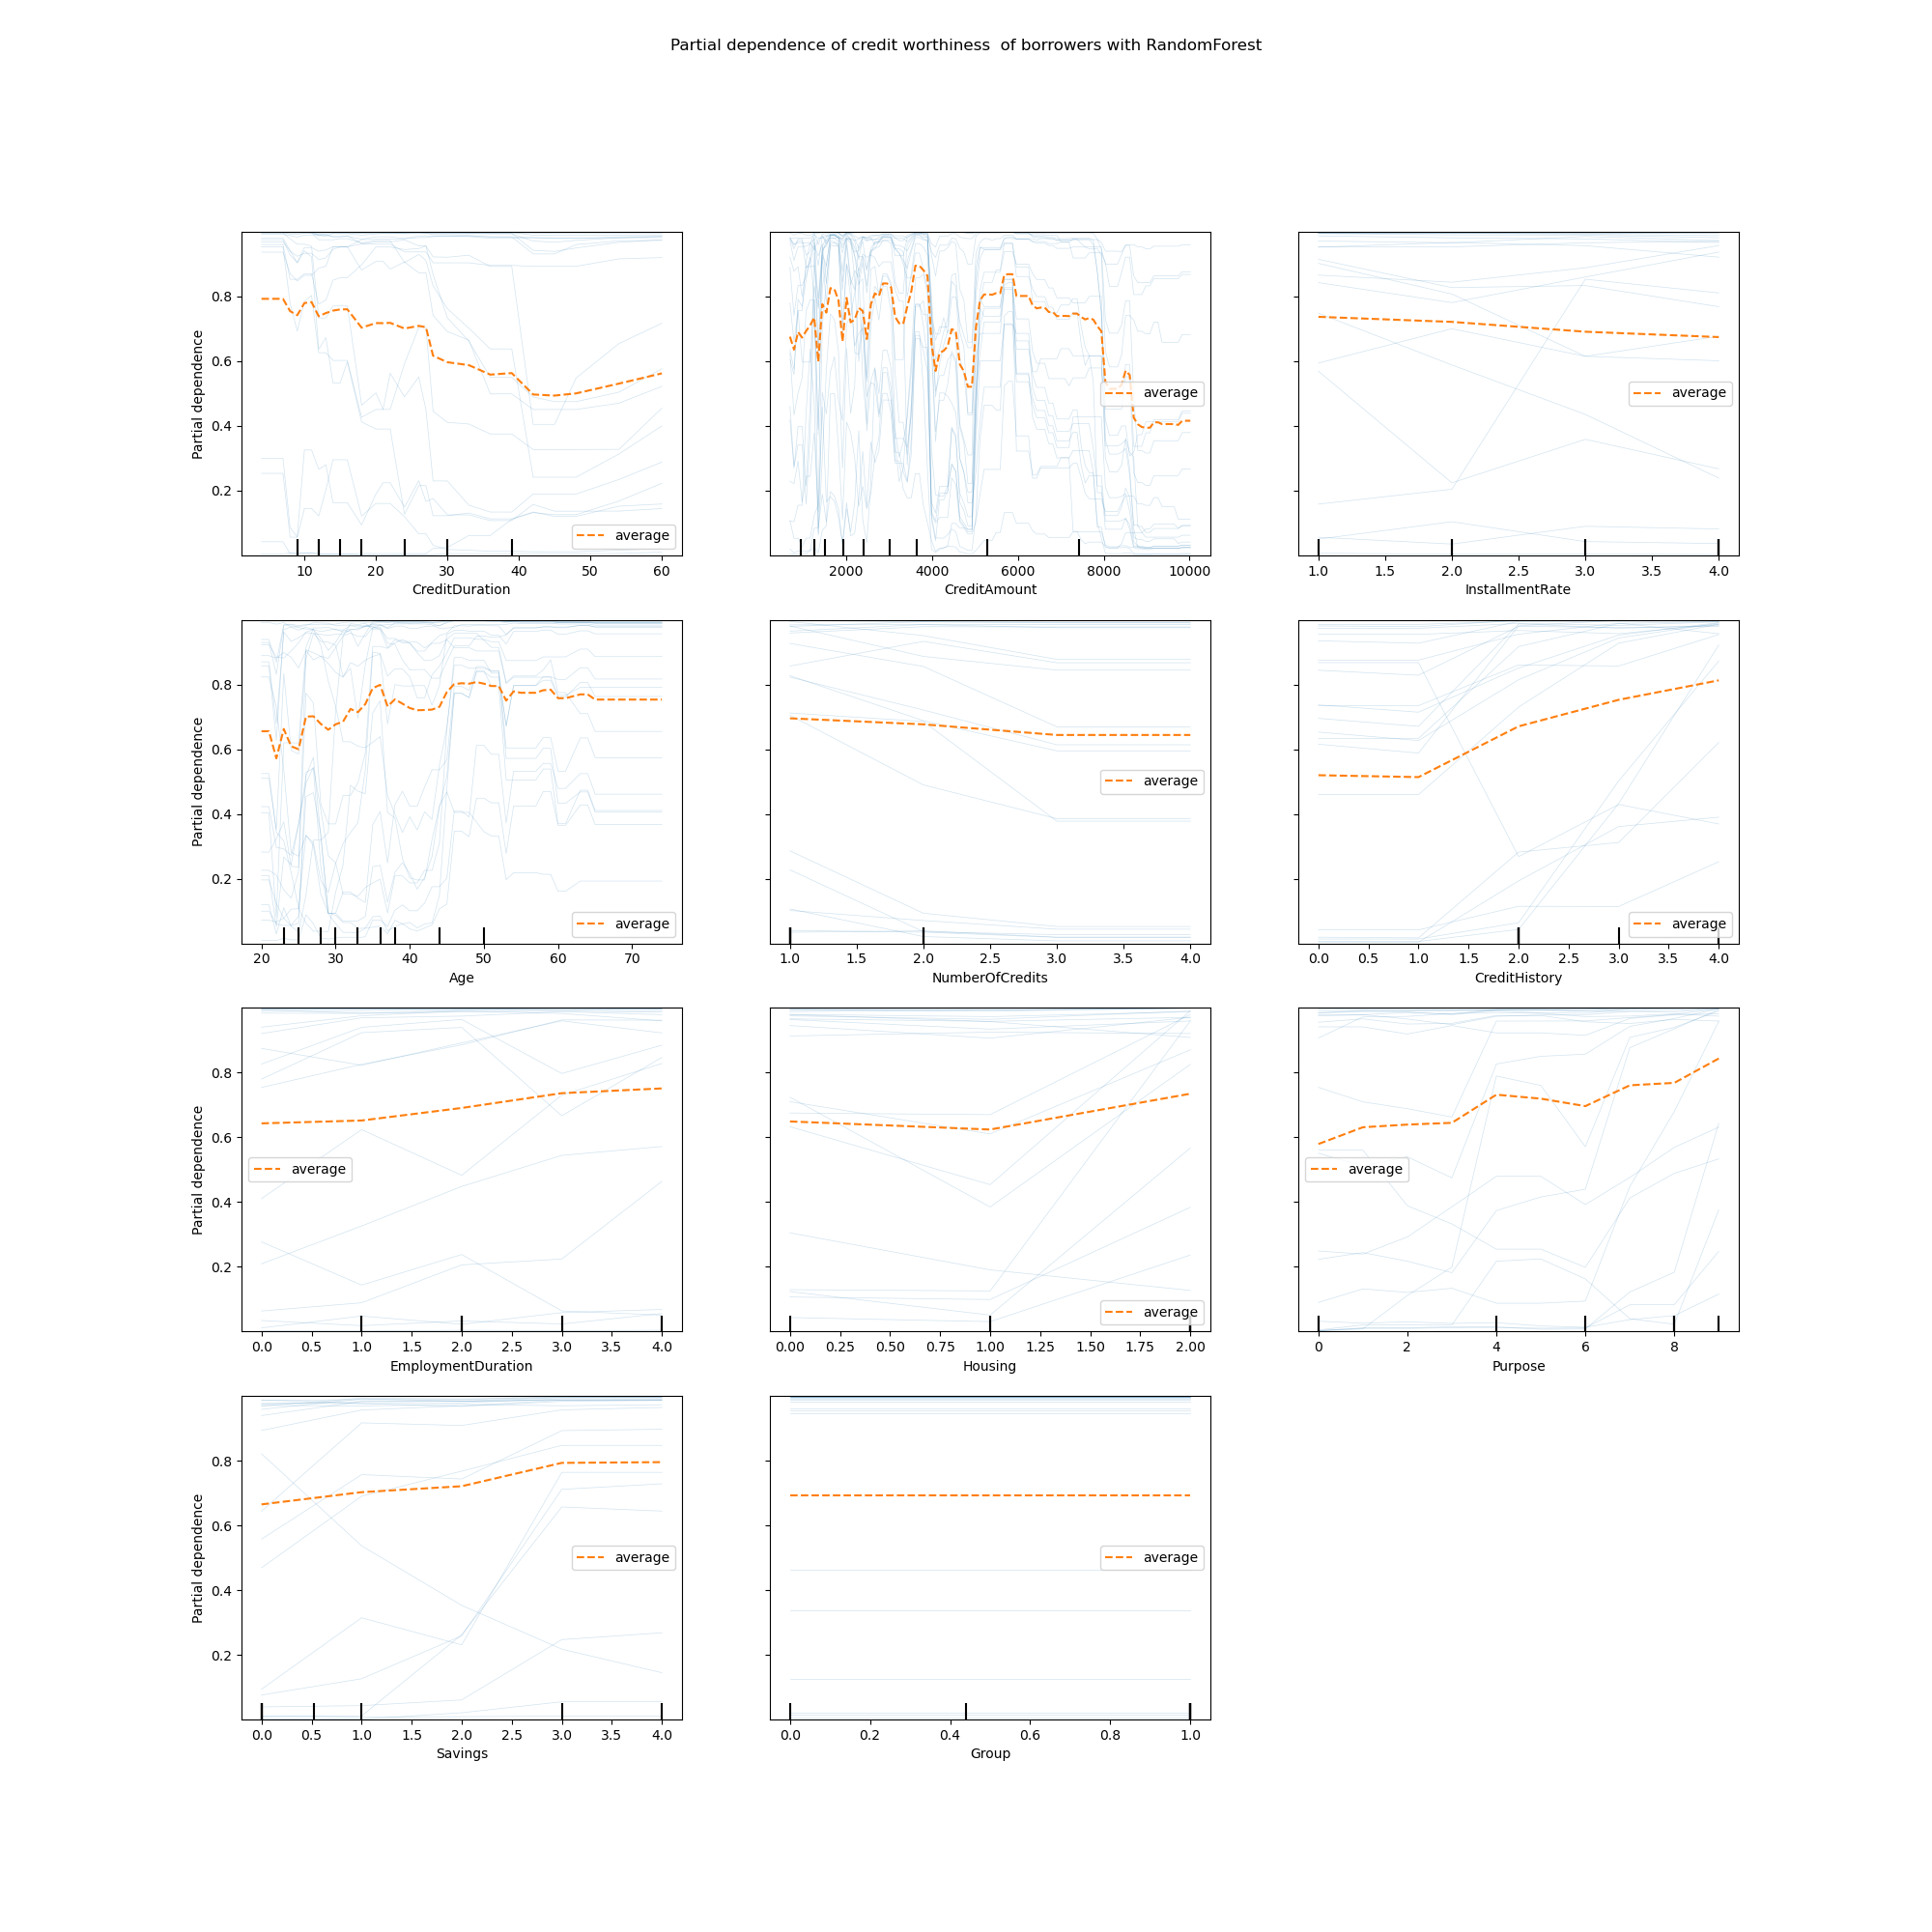 Partial dependence of credit worthiness  of borrowers with RandomForest
Partial dependence
0.8
0.6
0.4
0.2
average
10 20 30 40 50 60
CreditDuration
average
2000 4000 6000 8000 10000
CreditAmount
average
1.0 1.5 2.0 2.5 3.0 3.5 4.0
InstallmentRate
Partial dependence
0.8
0.6
0.4
0.2
average
20 30 40 50 60 70
Age
average
1.0 1.5 2.0 2.5 3.0 3.5 4.0
NumberOfCredits
average
0.0 0.5 1.0 1.5 2.0 2.5 3.0 3.5 4.0
CreditHistory
Partial dependence
0.8
0.6
0.4
0.2
average
0.0 0.5 1.0 1.5 2.0 2.5 3.0 3.5 4.0
EmploymentDuration
average
0.00 0.25 0.50 0.75 1.00 1.25 1.50 1.75 2.00
Housing
average
0 2 4 6 8
Purpose
Partial dependence
0.8
0.6
0.4
0.2
average
0.0 0.5 1.0 1.5 2.0 2.5 3.0 3.5 4.0
Savings
average
0.0 0.2 0.4 0.6 0.8 1.0
Group